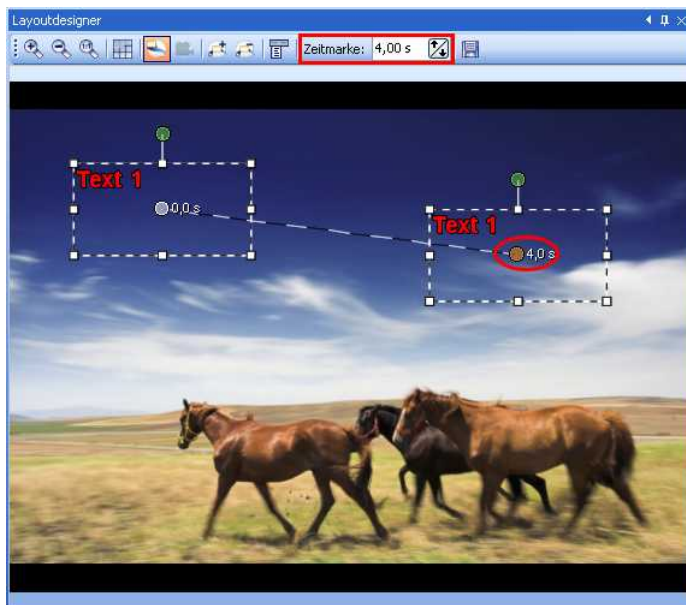 Layoutdesigner
Zeitmarke: 4,00 s
Text 1
0,0 s
Text 1
4,0 s